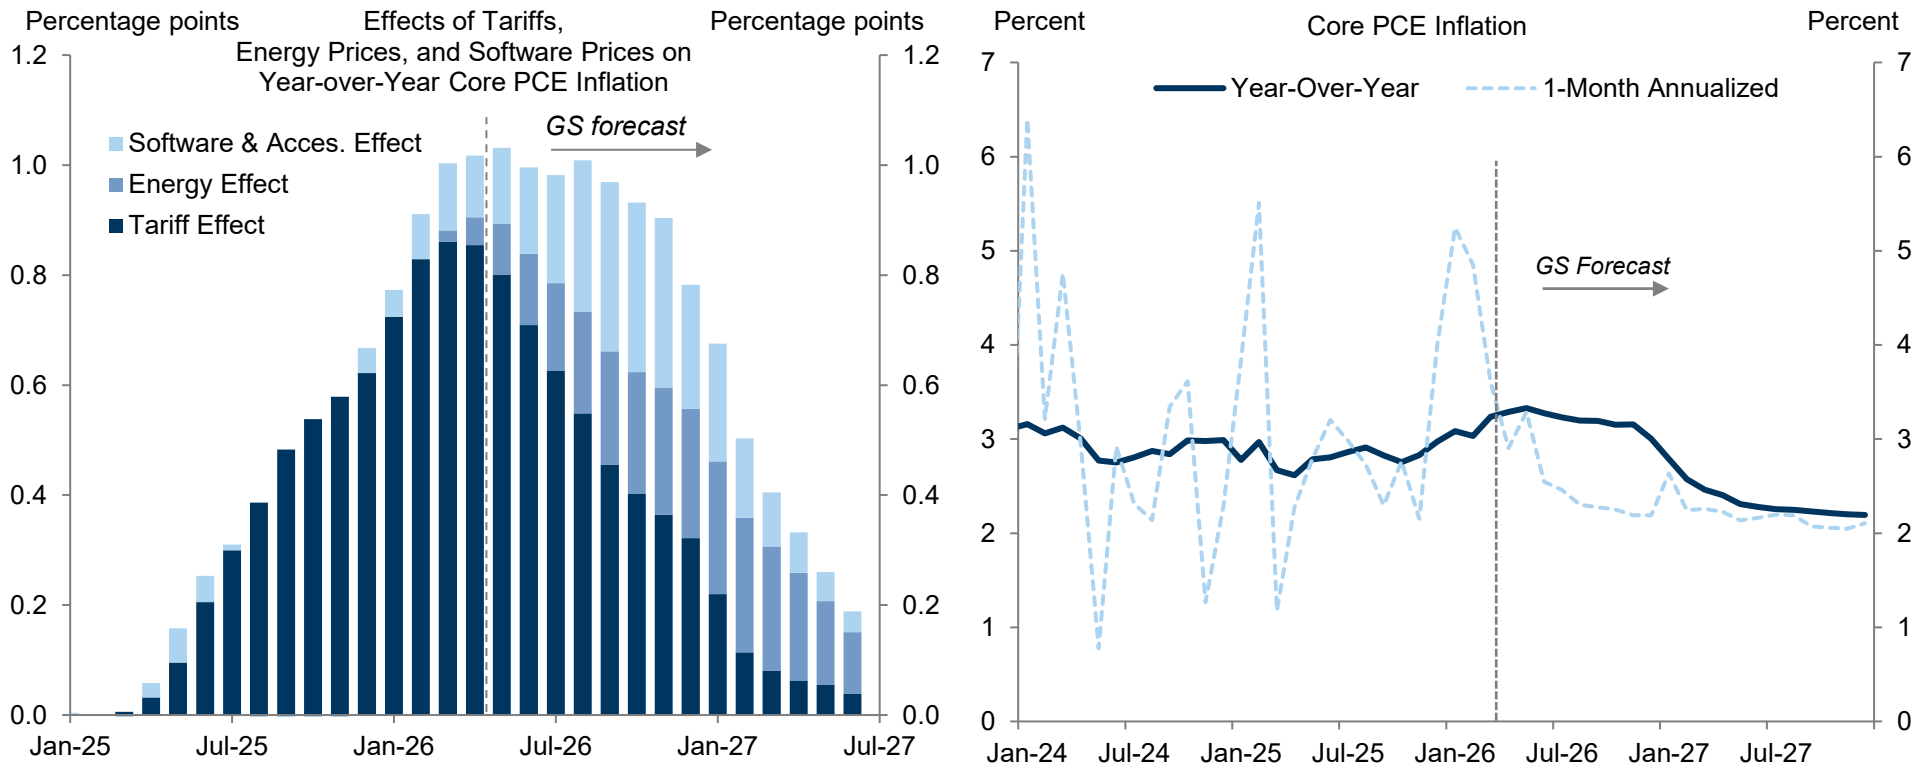 Percentage points
Effects of Tariffs,
Energy Prices, and Software Prices on
Year-over-Year Core PCE Inflation
Percentage points
1.2
1.0
0.8
0.6
0.4
0.2
0.0
Software & Acces. Effect
Energy Effect
Tariff Effect
GS forecast
1.2
1.0
0.8
0.6
0.4
0.2
0.0
Jan-25
Jul-25
Jan-26
Jul-26
Jan-27
Jul-27
Percent
Core PCE Inflation
Percent
7
6
5
4
3
2
1
0
Year-Over-Year
1-Month Annualized
GS Forecast
7
6
5
4
3
2
1
0
Jan-24
Jul-24
Jan-25
Jul-25
Jan-26
Jul-26
Jan-27
Jul-27